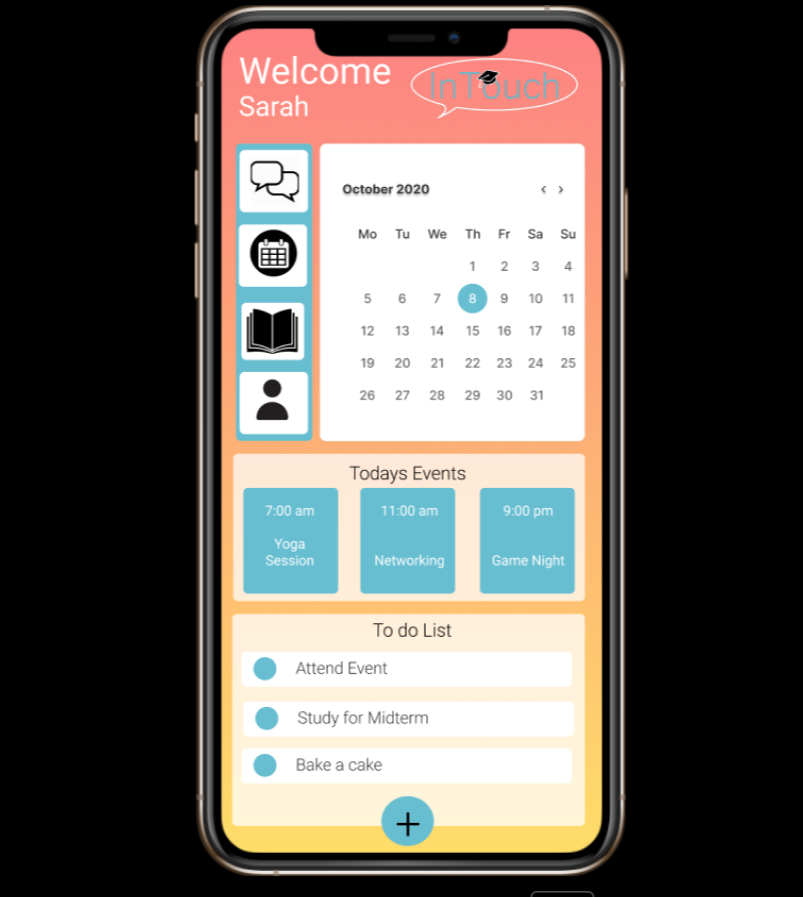 Welcome
Sarah
InTouch
October 2020 < >
Mo Tu We Th Fr Sa Su
1 2 3 4
5 6 7 8 9 10 11
12 13 14 15 16 17 18
19 20 21 22 23 24 25
26 27 28 29 30 31
Todays Events
7:00 am
Yoga
Session
11:00 am
Networking
9:00 pm
Game Night
To do List
Attend Event
Study for Midterm
Bake a cake
+